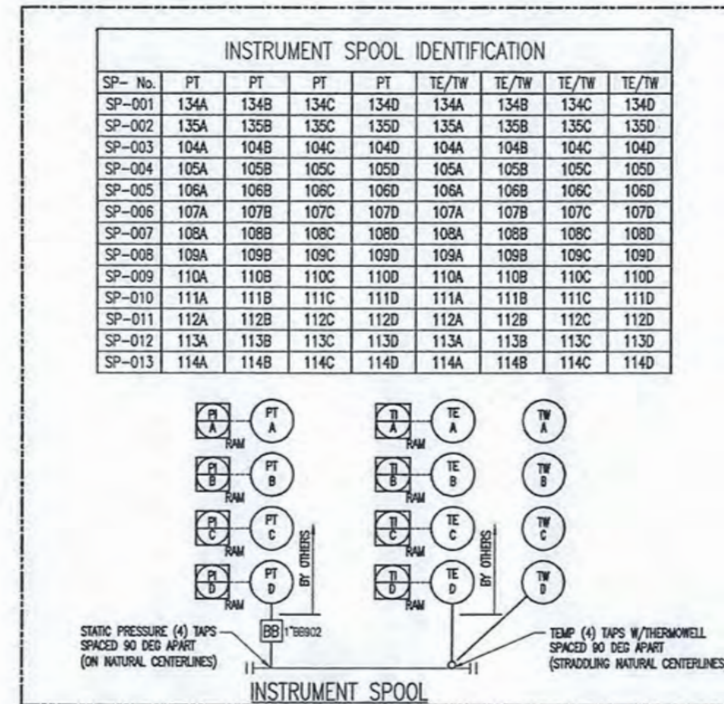 INSTRUMENT SPOOL IDENTIFICATION
SP- No. PT PT PT PT TE/TW TE/TW TE/TW TE/TW
SP-001 134A 134B 134C 134D 134A 134B 134C 134D
SP-002 135A 135B 135C 135D 135A 135B 135C 135D
SP-003 104A 104B 104C 104D 104A 104B 104C 104D
SP-004 105A 105B 105C 105D 105A 105B 105C 105D
SP-005 106A 106B 106C 106D 106A 106B 106C 106D
SP-006 107A 107B 107C 107D 107A 107B 107C 107D
SP-007 108A 108B 108C 108D 108A 108B 108C 108D
SP-008 109A 109B 109C 109D 109A 109B 109C 109D
SP-009 110A 110B 110C 110D 110A 110B 110C 110D
SP-010 111A 111B 111C 111D 111A 111B 111C 111D
SP-011 112A 112B 112C 112D 112A 112B 112C 112D
SP-012 113A 113B 113C 113D 113A 113B 113C 113D
SP-013 114A 114B 114C 114D 114A 114B 114C 114D
PI PT TI TE TW
A A A A A
RAM RAM
PI PT TI TE TW
B B B B B
RAM RAM
PI PT TI TE TW
C C C C C
RAM RAM
BY OTHERS BY OTHERS
PI PT TI TE TW
D D D D D
RAM RAM
BB
STATIC PRESSURE (4) TAPS
SPACED 90 DEG APART
(ON NATURAL CENTERLINES)
TEMP (4) TAPS W/THERMOWELL
SPACED 90 DEG APART
(STRADDLING NATURAL CENTERLINES
INSTRUMENT SPOOL